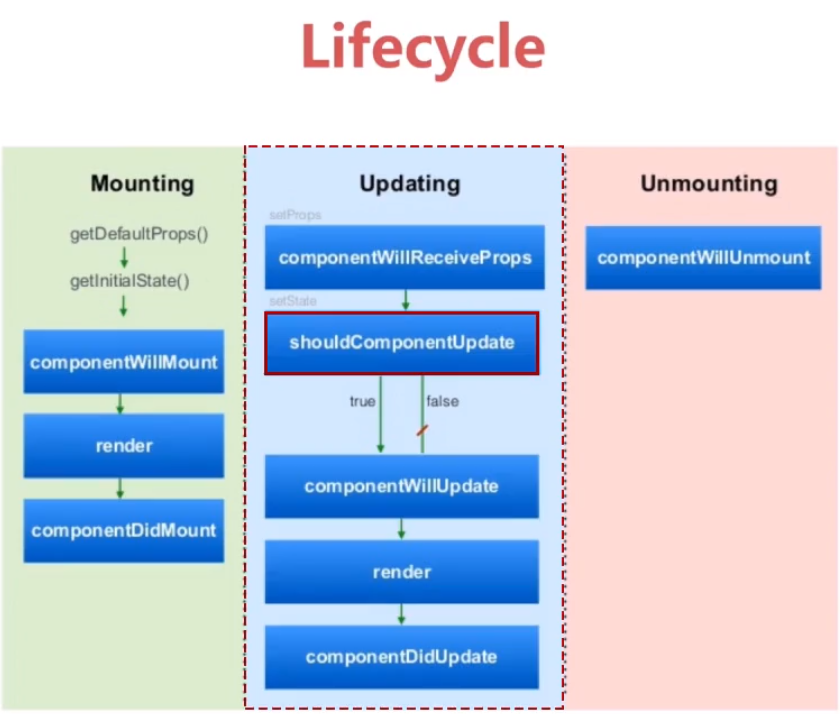 Lifecycle
Mounting
getDefaultProps()
getInitialState()
componentWillMount
render
componentDidMount
Updating
setProps
componentWillReceiveProps
setState
shouldComponentUpdate
true
false
componentWillUpdate
render
componentDidUpdate
Unmounting
componentWillUnmount